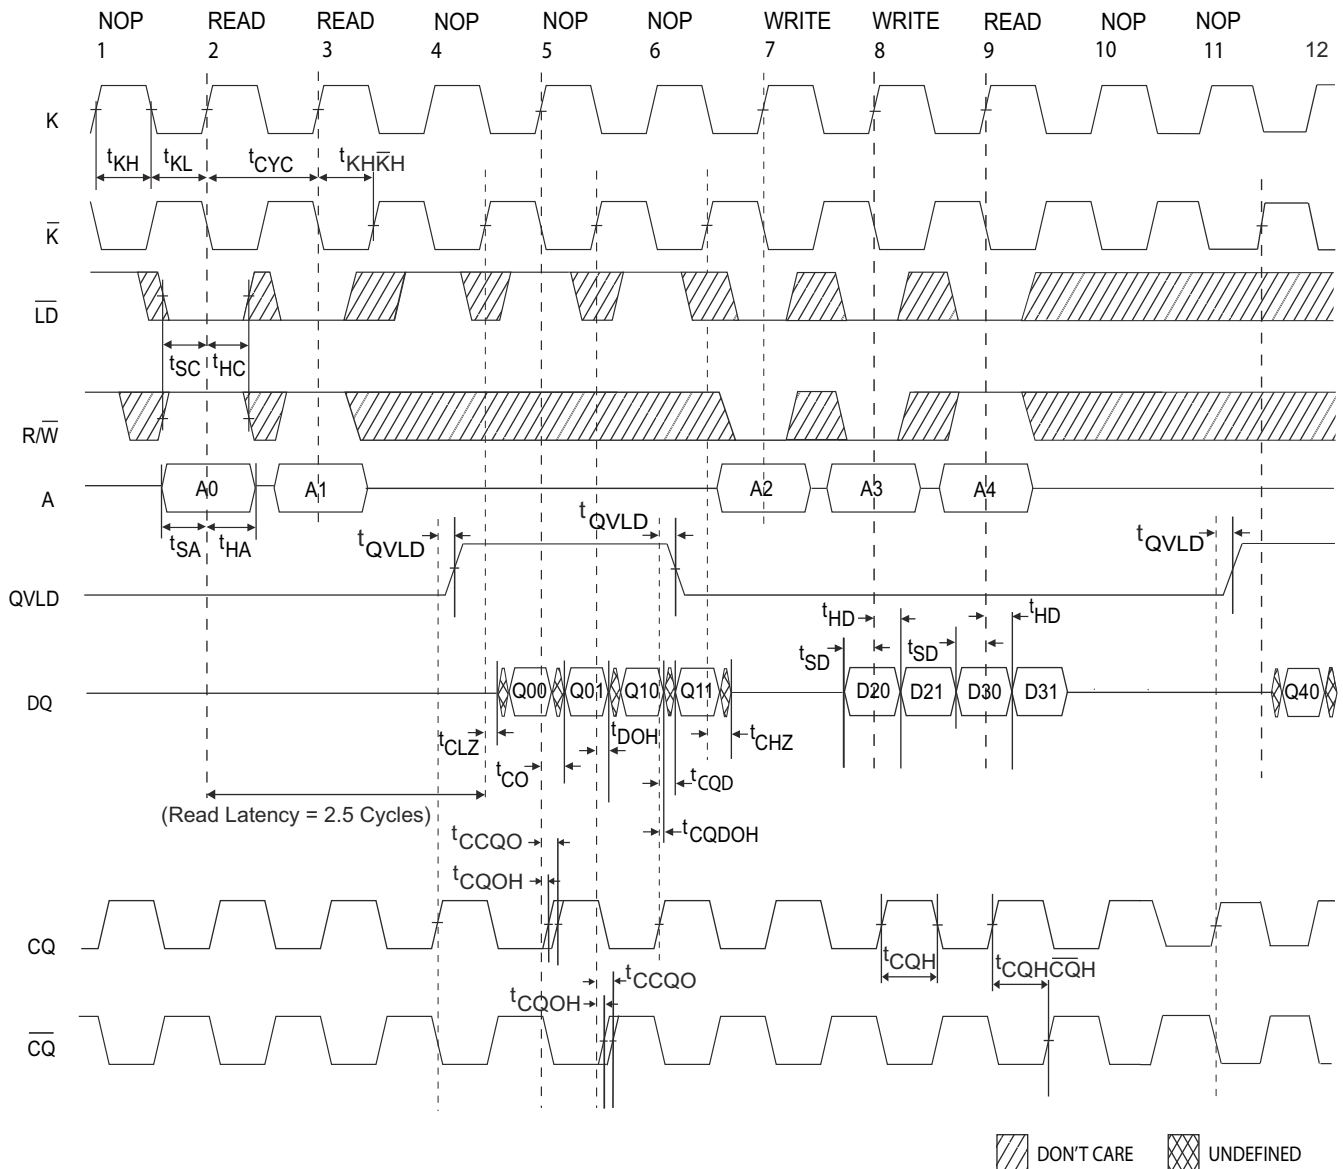 NOP READ READ NOP NOP NOP WRITE WRITE READ NOP NOP
1 2 3 4 5 6 7 8 9 10 11 12
K
tKH tKL tCYC tKHK̅H
K̅
L̅D̅
tSC tHC
R/W̅
A A0 A1 A2 A3 A4
tSA tHA tQVLD tQVLD tQVLD
QVLD
tHD tHD
tSD tSD
DQ Q00 Q01 Q10 Q11 D20 D21 D30 D31 Q40
tCLZ tDOH tCHZ
tCO tCQD
(Read Latency = 2.5 Cycles)
tCQDOH
tCCQO
tCQOH
CQ
tCQH tCQHC̅Q̅H
tCCQO
tCQOH
C̅Q̅
DON'T CARE UNDEFINED